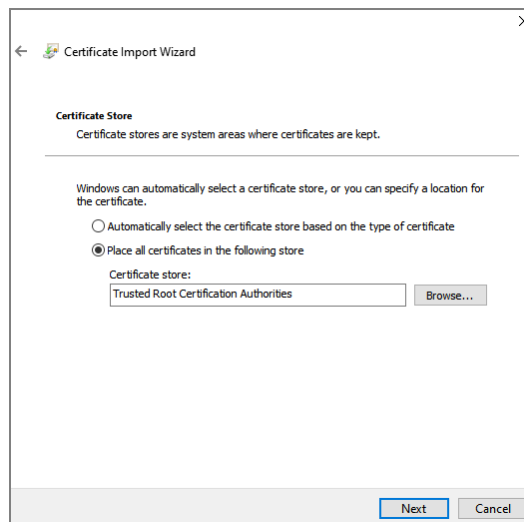 Certificate Import Wizard
Certificate Store
Certificate stores are system areas where certificates are kept.
Windows can automatically select a certificate store, or you can specify a location for
the certificate.
Automatically select the certificate store based on the type of certificate
Place all certificates in the following store
Certificate store:
Trusted Root Certification Authorities
Browse...
Next
Cancel